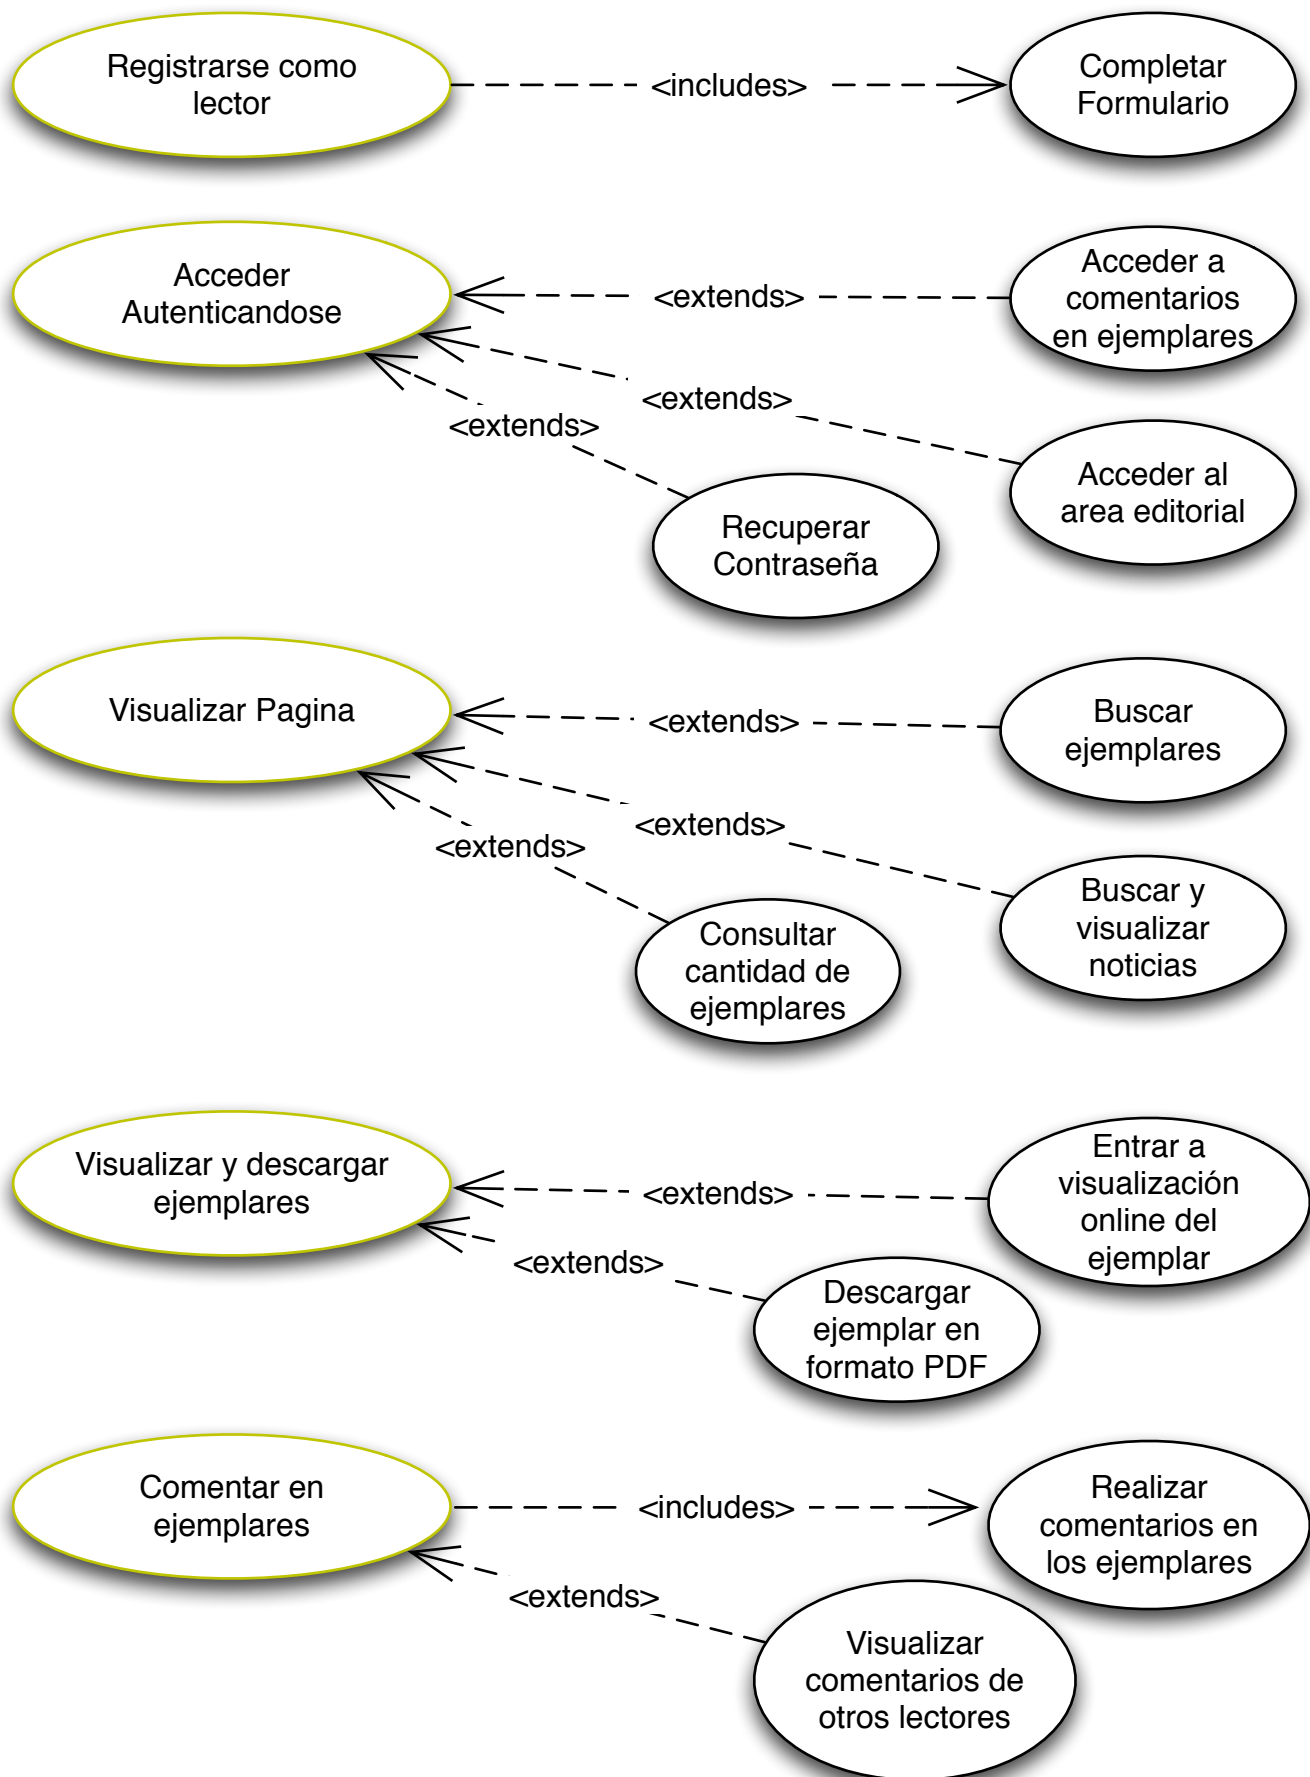 Registrarse como
lector
<includes>
Completar
Formulario
Acceder
Autenticandose
<extends>
Acceder a
comentarios
en ejemplares
<extends>
<extends>
Acceder al
area editorial
Recuperar
Contraseña
Visualizar Pagina
<extends>
Buscar
ejemplares
<extends>
<extends>
Buscar y
visualizar
noticias
Consultar
cantidad de
ejemplares
Visualizar y descargar
ejemplares
<extends>
Entrar a
visualización
online del
ejemplar
<extends>
Descargar
ejemplar en
formato PDF
Comentar en
ejemplares
<includes>
Realizar
comentarios en
los ejemplares
<extends>
Visualizar
comentarios de
otros lectores